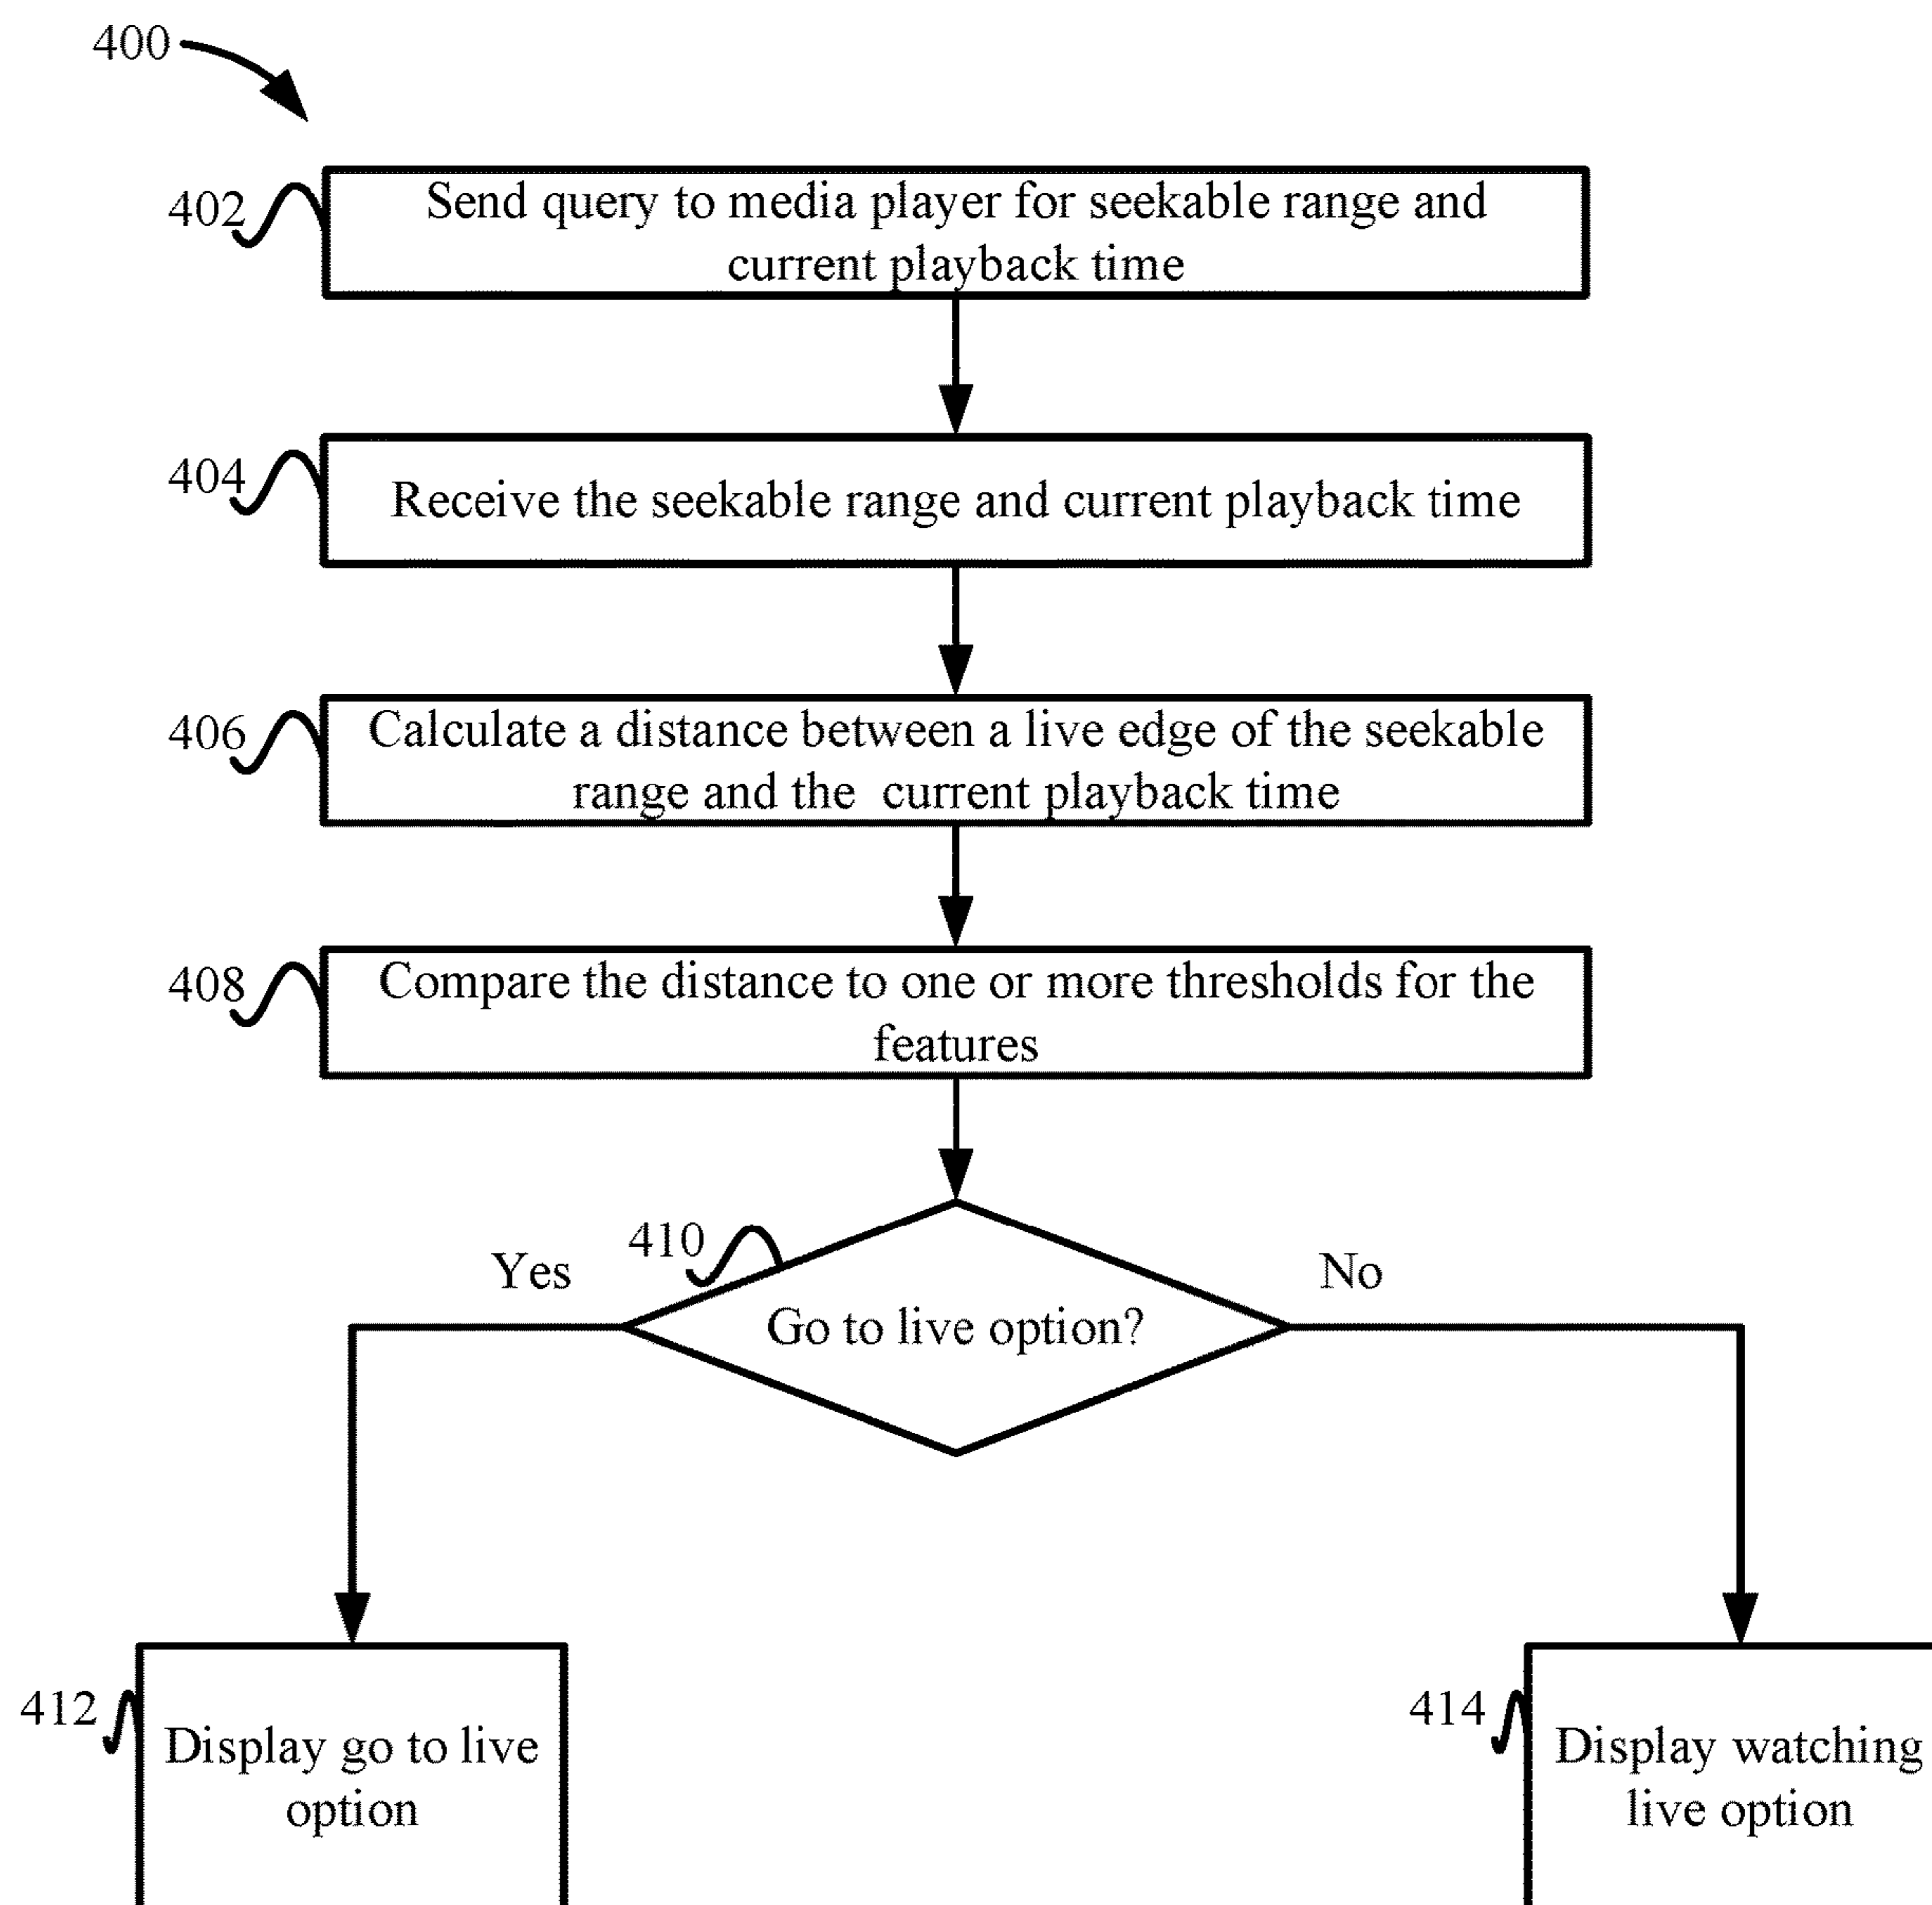 400
402
Send query to media player for seekable range and
current playback time
404
Receive the seekable range and current playback time
406
Calculate a distance between a live edge of the seekable
range and the current playback time
408
Compare the distance to one or more thresholds for the
features
410
Yes
No
Go to live option?
412
Display go to live
option
414
Display watching
live option